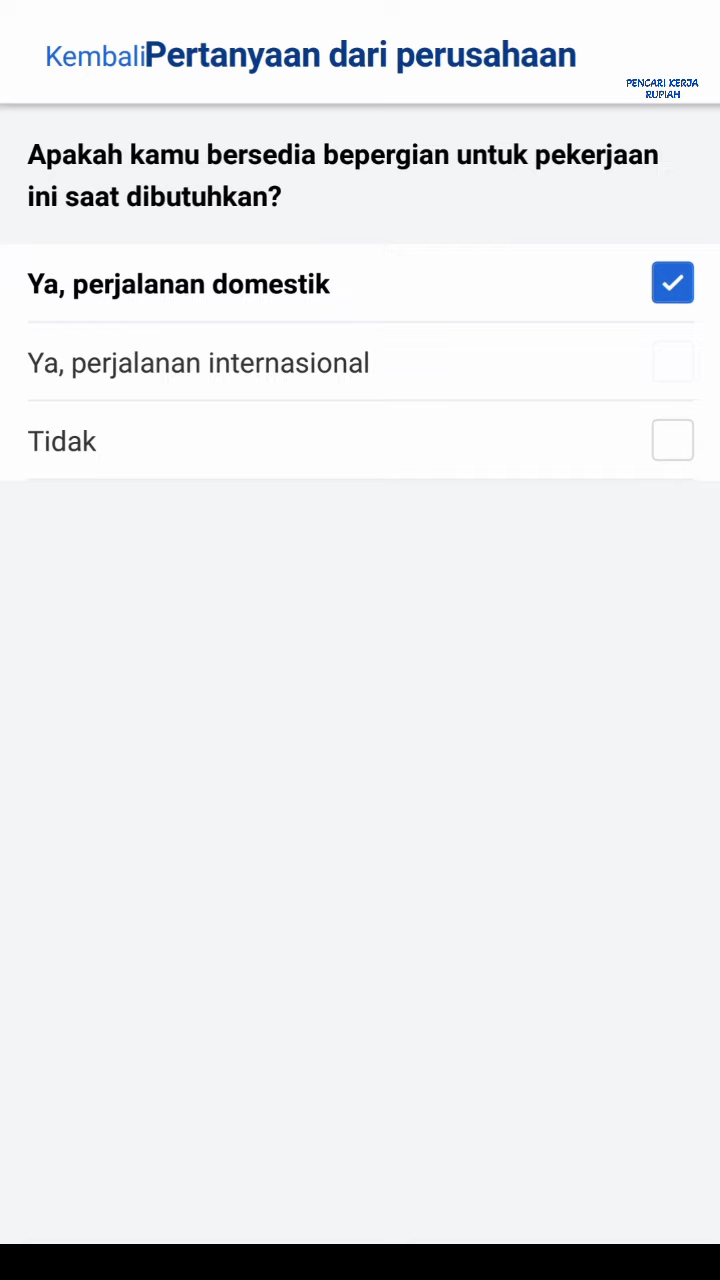 Kembali
Pertanyaan dari perusahaan
PENCARI KERJA
RUPIAH
Apakah kamu bersedia bepergian untuk pekerjaan
ini saat dibutuhkan?
Ya, perjalanan domestik
Ya, perjalanan internasional
Tidak